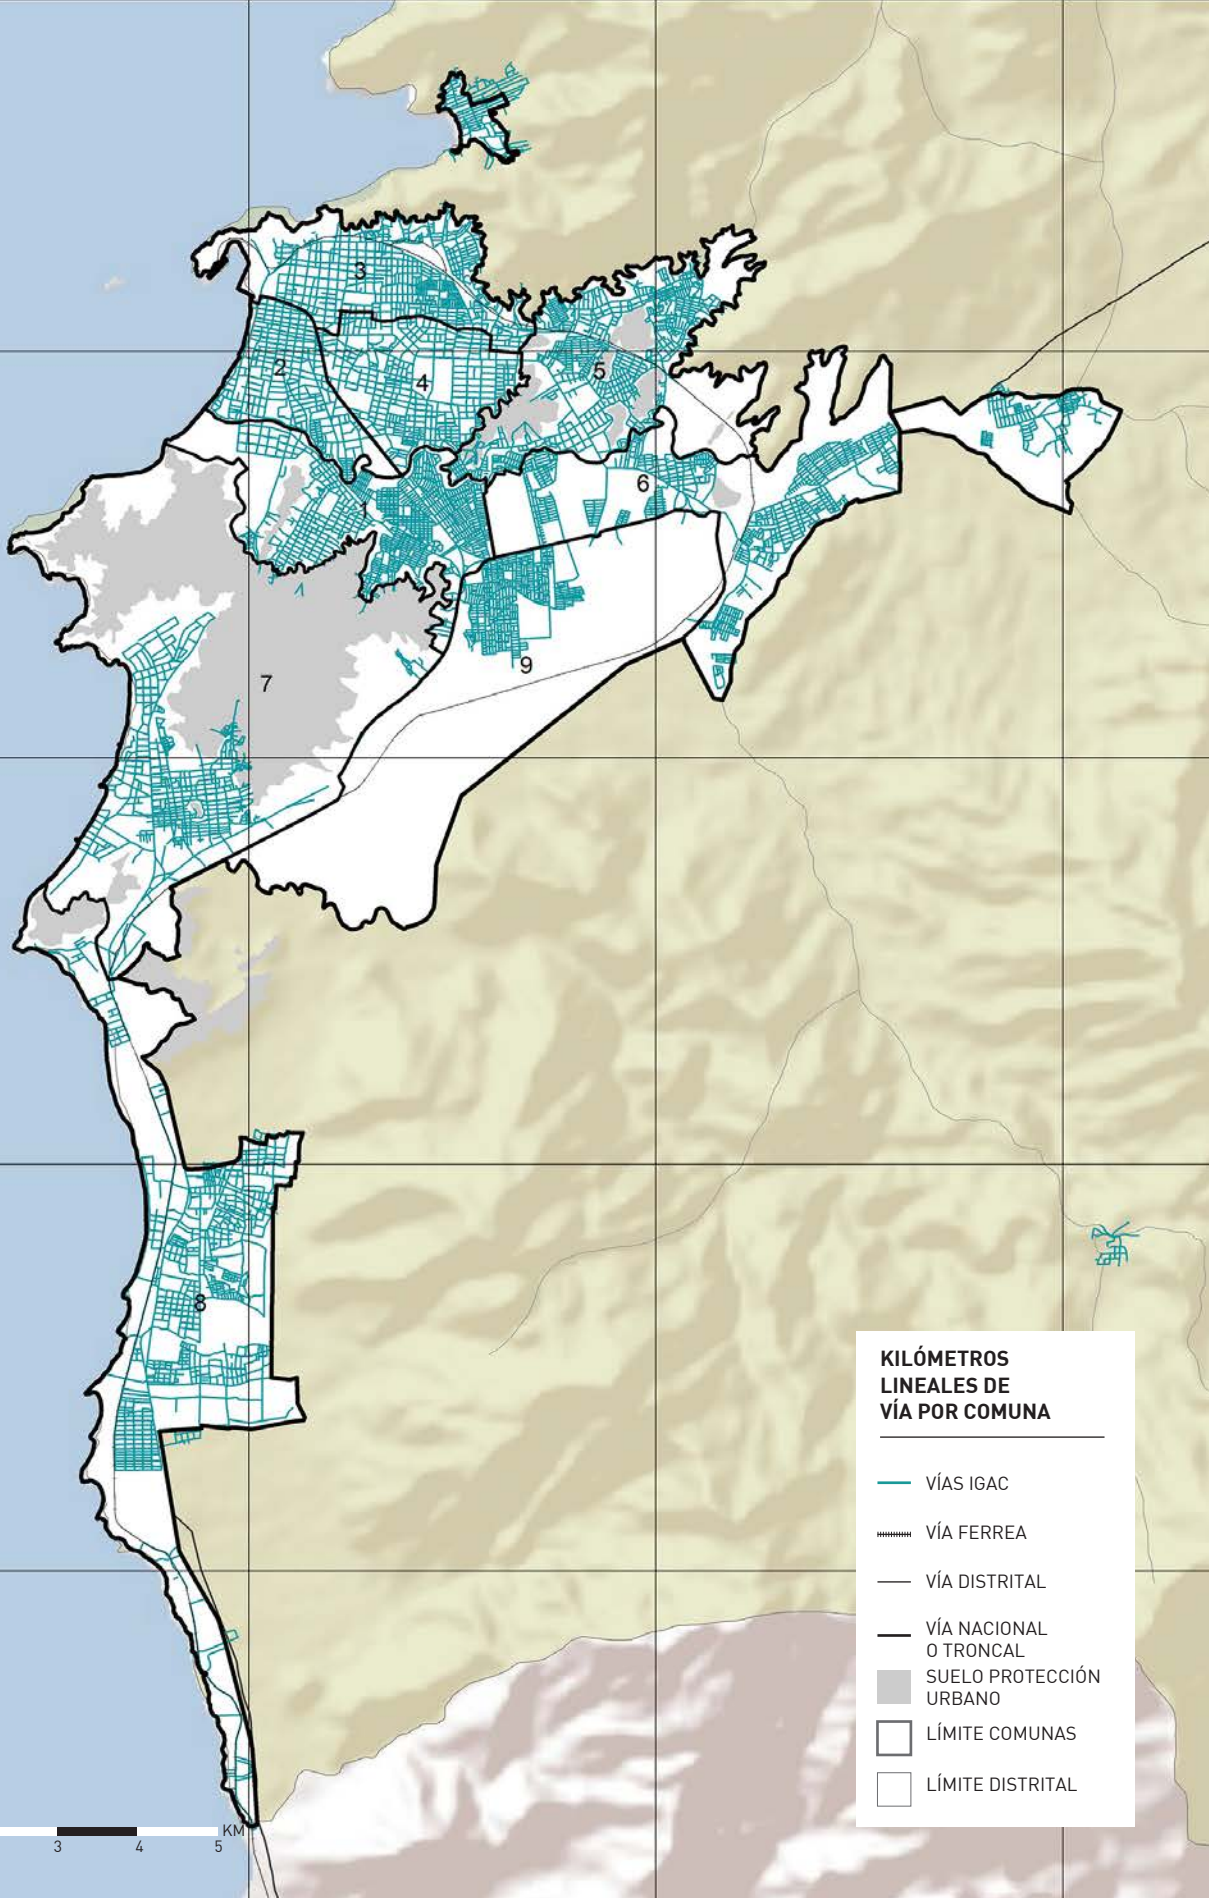 3
2
4
5
1
6
9
7
8
KILÓMETROS
LINEALES DE
VÍA POR COMUNA
VÍAS IGAC
VÍA FERREA
VÍA DISTRITAL
VÍA NACIONAL
O TRONCAL
SUELO PROTECCIÓN
URBANO
LÍMITE COMUNAS
LÍMITE DISTRITAL
KM
3 4 5